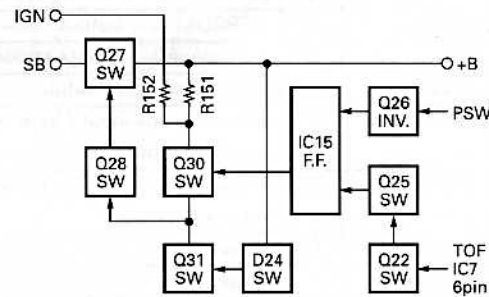 IGN
SB
Q27
SW
R152
R151
+B
Q28
SW
Q30
SW
IC15
F.F.
Q26
INV.
PSW
Q25
SW
Q31
SW
D24
SW
Q22
SW
TOF
IC7
6pin